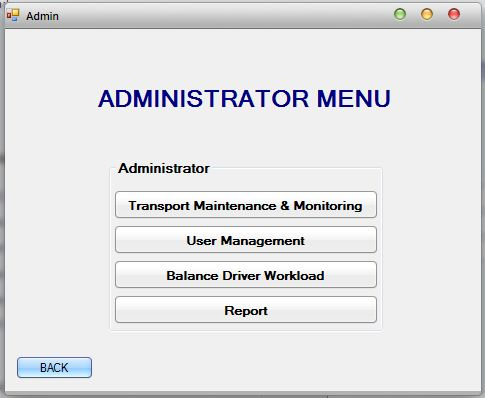 Admin
ADMINISTRATOR MENU
Administrator
Transport Maintenance & Monitoring
User Management
Balance Driver Workload
Report
BACK